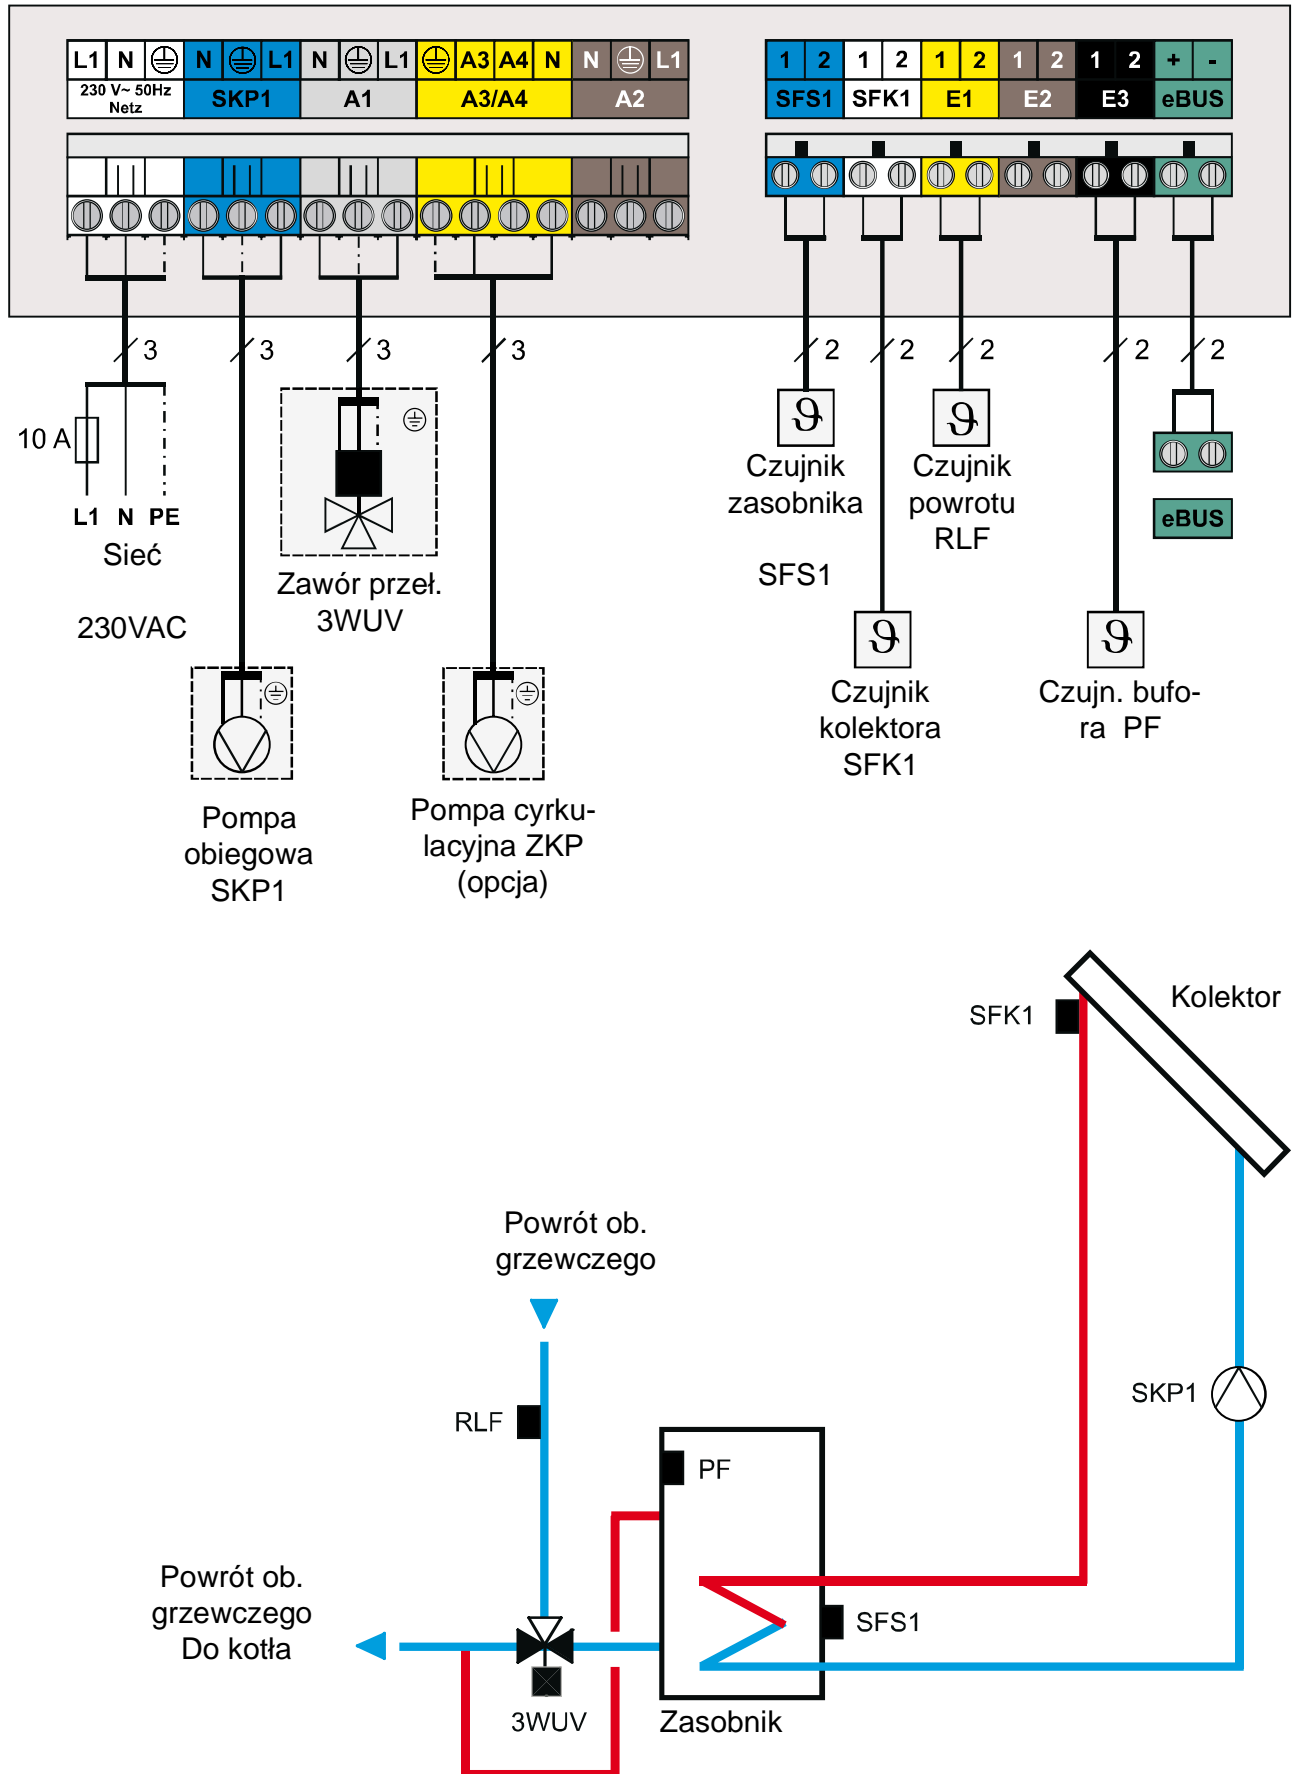 L1 N N L1 N L1 A3 A4 N N L1
230 V~ 50Hz
Netz
SKP1 A1 A3/A4 A2
1 2 1 2 1 2 1 2 1 2 + -
SFS1 SFK1 E1 E2 E3 eBUS
3 3 3 3 2 2 2 2 2
10 A
L1 N PE
Sieć
230VAC
Zawór przeł.
3WUV
Czujnik
zasobnika
SFS1
Czujnik
powrotu
RLF
eBUS
Czujnik
kolektora
SFK1
Czujn. bufo-
ra PF
Pompa
obiegowa
SKP1
Pompa cyrku-
lacyjna ZKP
(opcja)
SFK1
Kolektor
Powrót ob.
grzewczego
SKP1
RLF
PF
Powrót ob.
grzewczego
Do kotła
SFS1
3WUV
Zasobnik